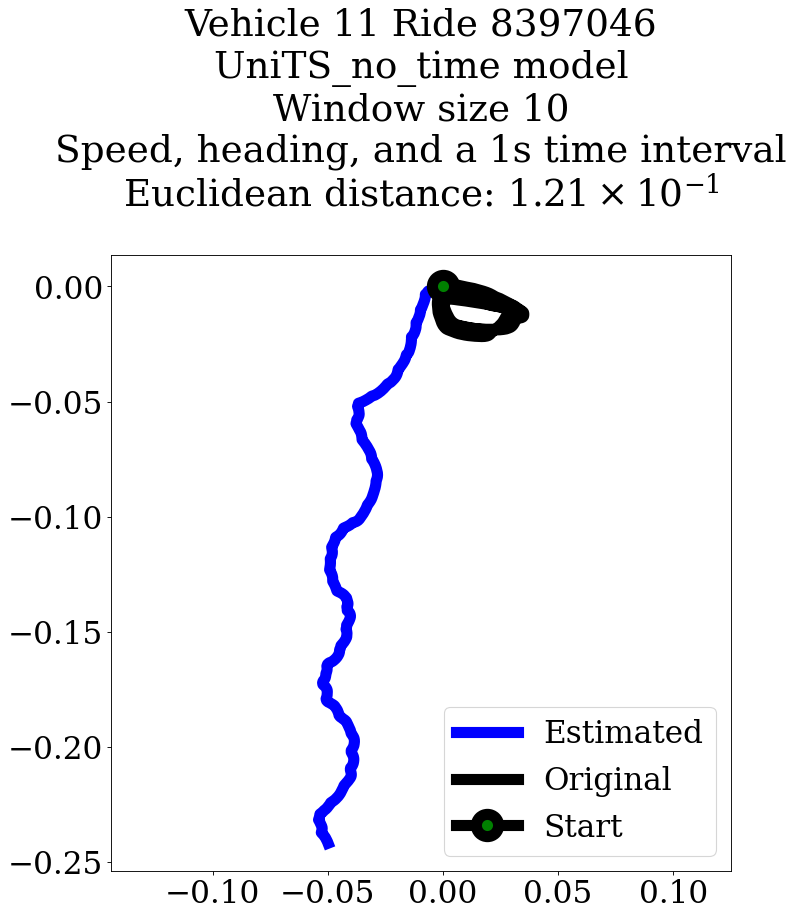 Vehicle 11 Ride 8397046
UniTS_no_time model
Window size 10
Speed, heading, and a 1s time interval
Euclidean distance: 1.21 × 10⁻¹
0.00
−0.05
−0.10
−0.15
−0.20
−0.25
Estimated
Original
Start
−0.10 −0.05 0.00 0.05 0.10